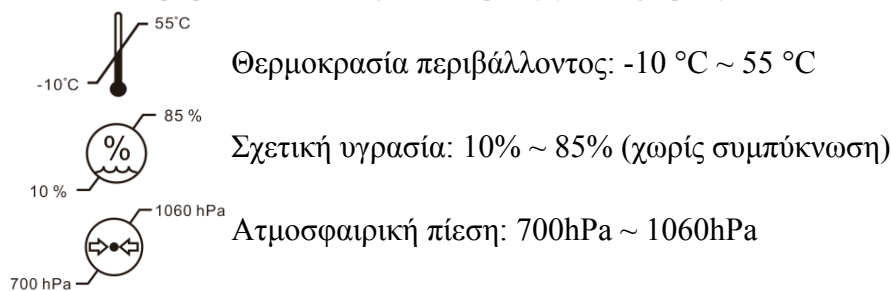 55°C
Θερμοκρασία περιβάλλοντος: -10 °C ~ 55 °C
-10°C
85 %
%
Σχετική υγρασία: 10% ~ 85% (χωρίς συμπύκνωση)
10 %
1060 hPa
Ατμοσφαιρική πίεση: 700hPa ~ 1060hPa
700 hPa